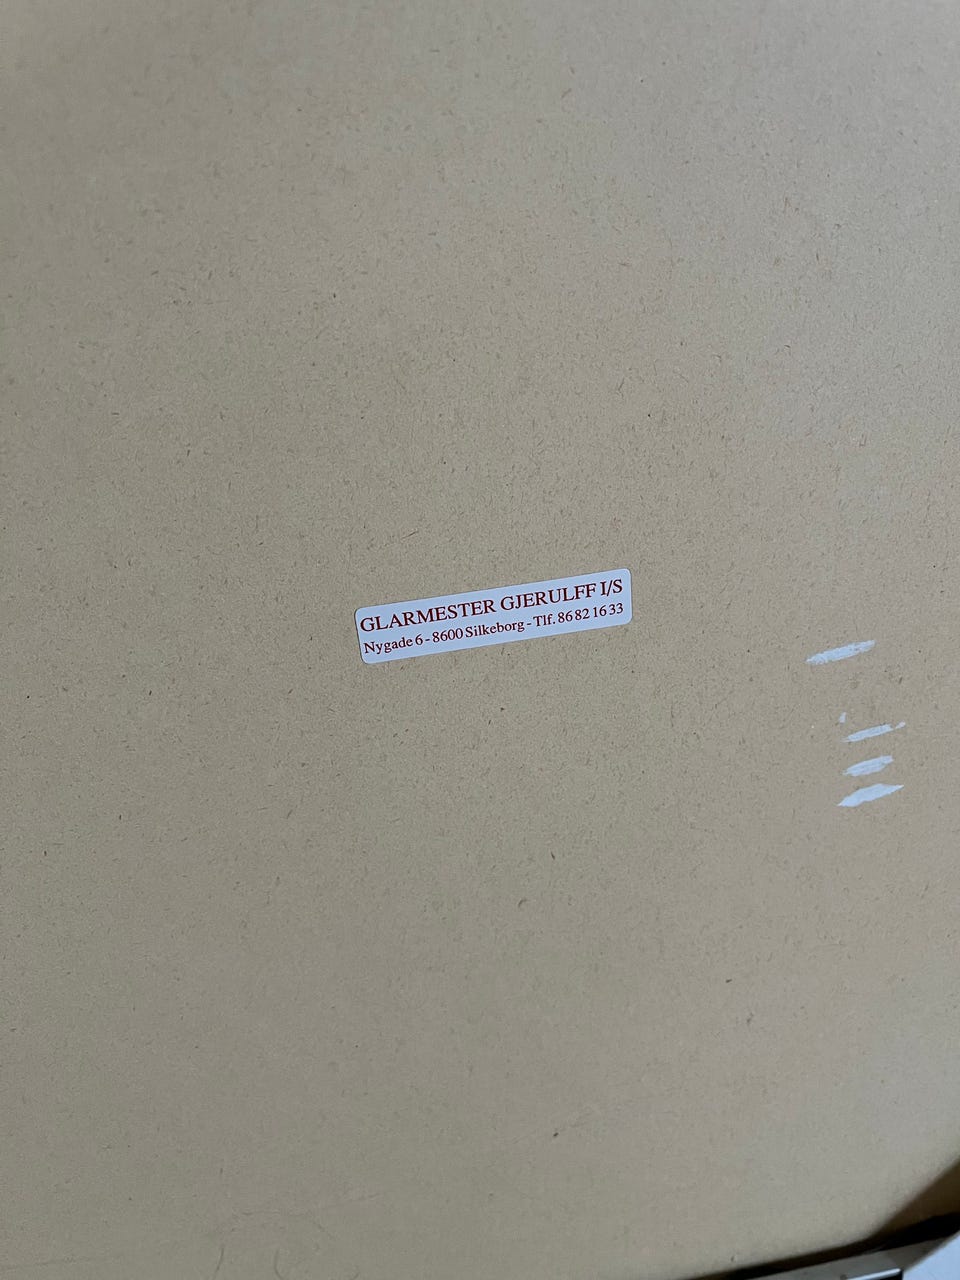 GLARMESTER GJERULFF I/S
Nygade 6 - 8600 Silkeborg - Tlf. 86 82 16 33